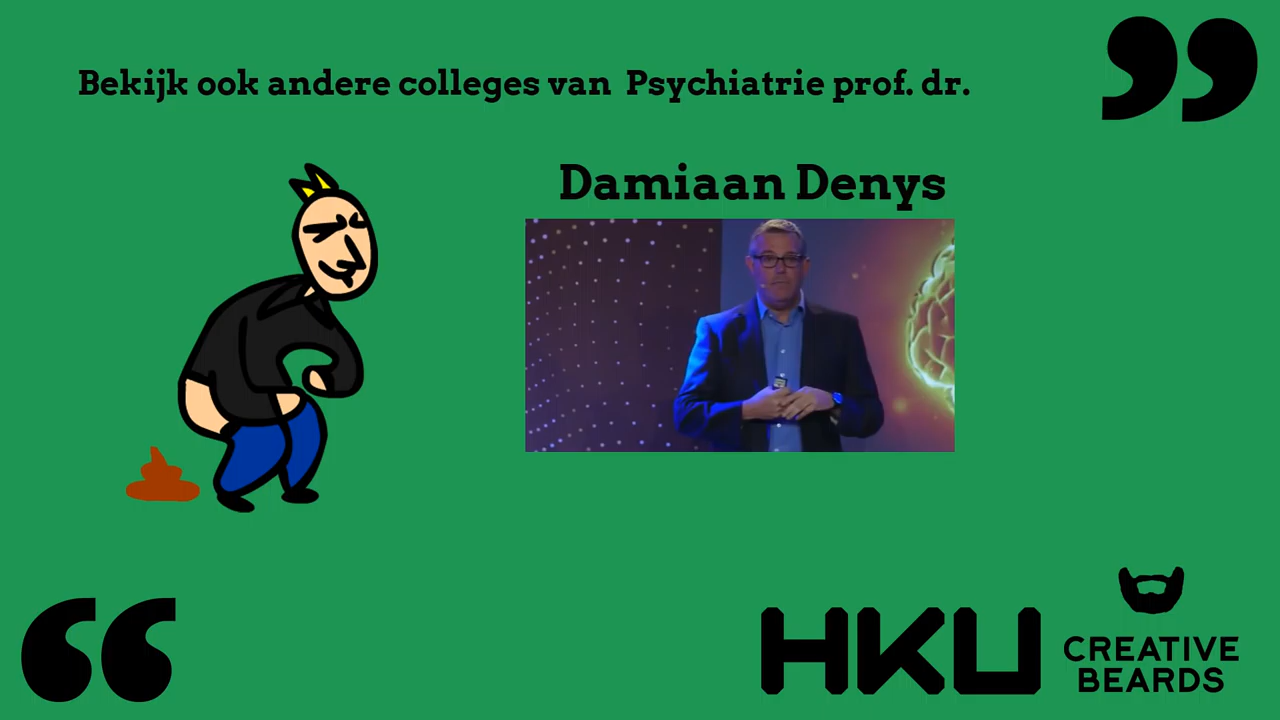 Bekijk ook andere colleges van Psychiatrie prof. dr.
Damiaan Denys
HKU
CREATIVE
BEARDS